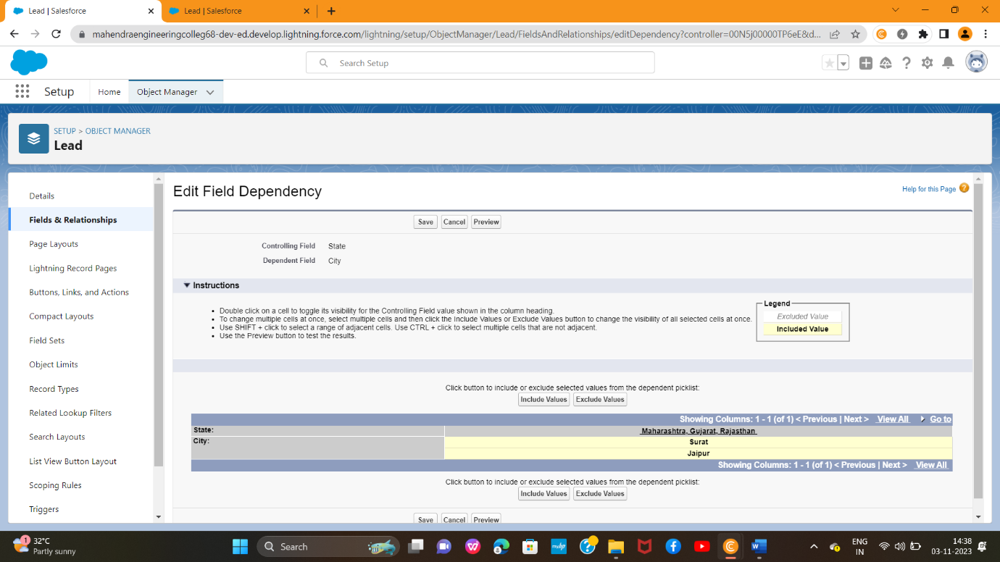 Lead | Salesforce
Lead | Salesforce
mahendraengineeringcolleg68-dev-ed.develop.lightning.force.com/lightning/setup/ObjectManager/Lead/FieldsAndRelationships/editDependency?controller=00N5j00000TP6eE&d...
Search Setup
Setup
Home
Object Manager
SETUP > OBJECT MANAGER
Lead
Details
Fields & Relationships
Page Layouts
Lightning Record Pages
Buttons, Links, and Actions
Compact Layouts
Field Sets
Object Limits
Record Types
Related Lookup Filters
Search Layouts
List View Button Layout
Scoping Rules
Triggers
Edit Field Dependency
Help for this Page
Save Cancel Preview
Controlling Field State
Dependent Field City
Instructions
• Double click on a cell to toggle its visibility for the Controlling Field value shown in the column heading.
• To change multiple cells at once, select multiple cells and then click the Include Values or Exclude Values button to change the visibility of all selected cells at once.
• Use SHIFT + click to select a range of adjacent cells. Use CTRL + click to select multiple cells that are not adjacent.
• Use the Preview button to test the results.
Legend
Excluded Value
Included Value
Click button to include or exclude selected values from the dependent picklist:
Include Values Exclude Values
Showing Columns: 1 - 1 (of 1) < Previous | Next > View All Go to
State: Maharashtra, Gujarat, Rajasthan
City: Surat
Jaipur
Showing Columns: 1 - 1 (of 1) < Previous | Next > View All
Click button to include or exclude selected values from the dependent picklist:
Include Values Exclude Values
Save Cancel Preview
1
32°C
Partly sunny
Search
myhp
ENG
IN
14:38
03-11-2023